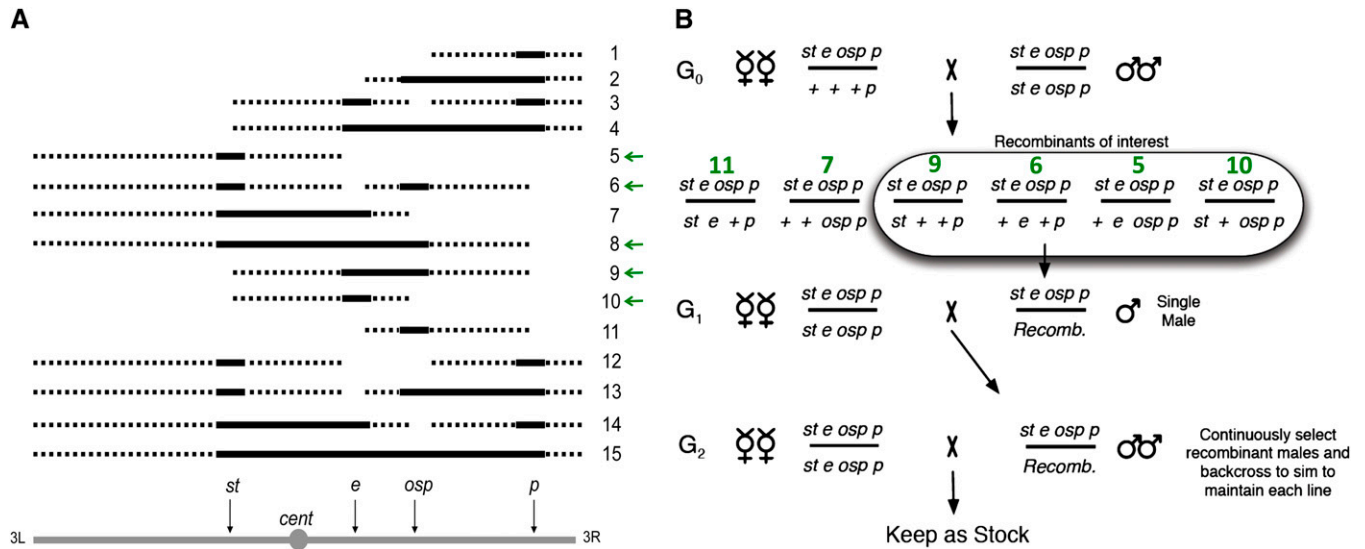 A
1
2
3
4
5
6
7
8
9
10
11
12
13
14
15
st e osp p
cent
3L 3R
B
G0 st e osp p X st e osp p
+ + + p st e osp p
Recombinants of interest
11 7 9 6 5 10
st e osp p st e osp p st e osp p st e osp p st e osp p st e osp p
st e + p + + osp p st + + p + e + p + e osp p st + osp p
G1 st e osp p X st e osp p Single
st e osp p Recomb. Male
G2 st e osp p X st e osp p
st e osp p Recomb.
Continuously select
recombinant males and
backcross to sim to
maintain each line
Keep as Stock